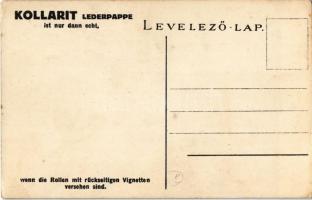 KOLLARIT LEDERPAPPE
ist nur dann echt,
LEVELEZŐ-LAP.
wenn die Rollen mit rückseitigen Vignetten
versehen sind.